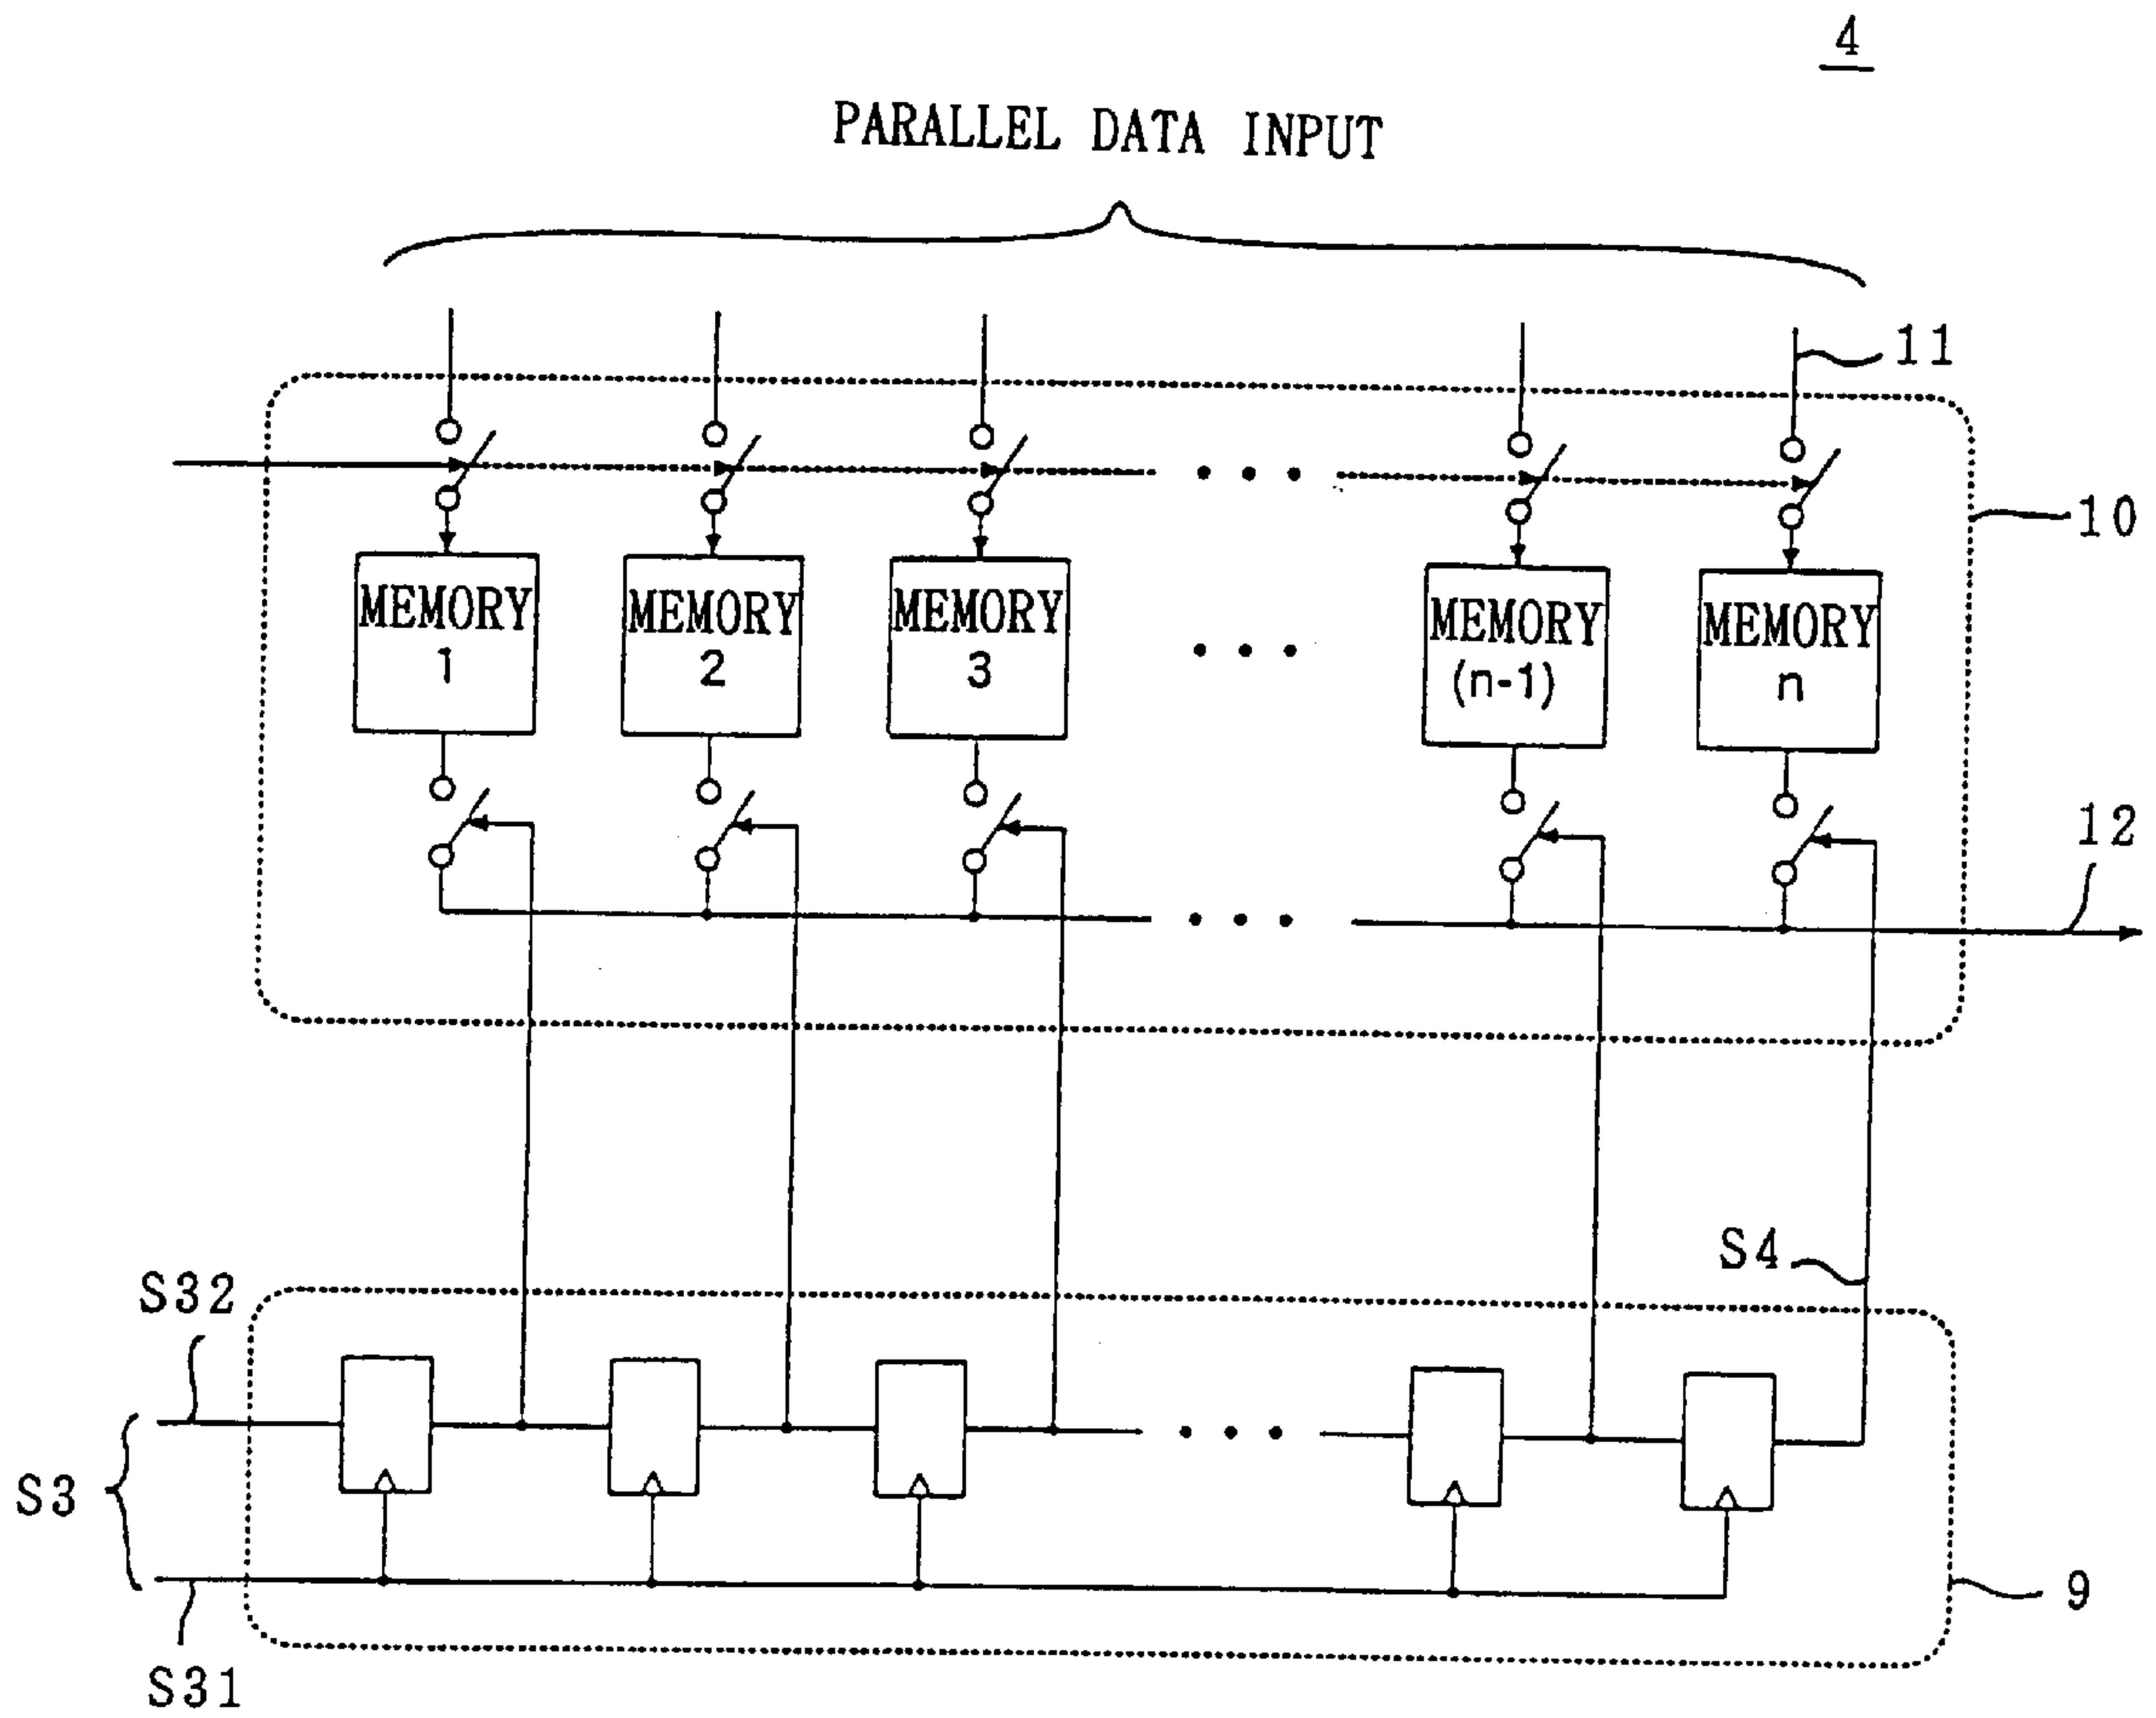 4
PARALLEL DATA INPUT
11
10
MEMORY
1
MEMORY
2
MEMORY
3
MEMORY
(n-1)
MEMORY
n
12
S4
S32
S3
S31
9